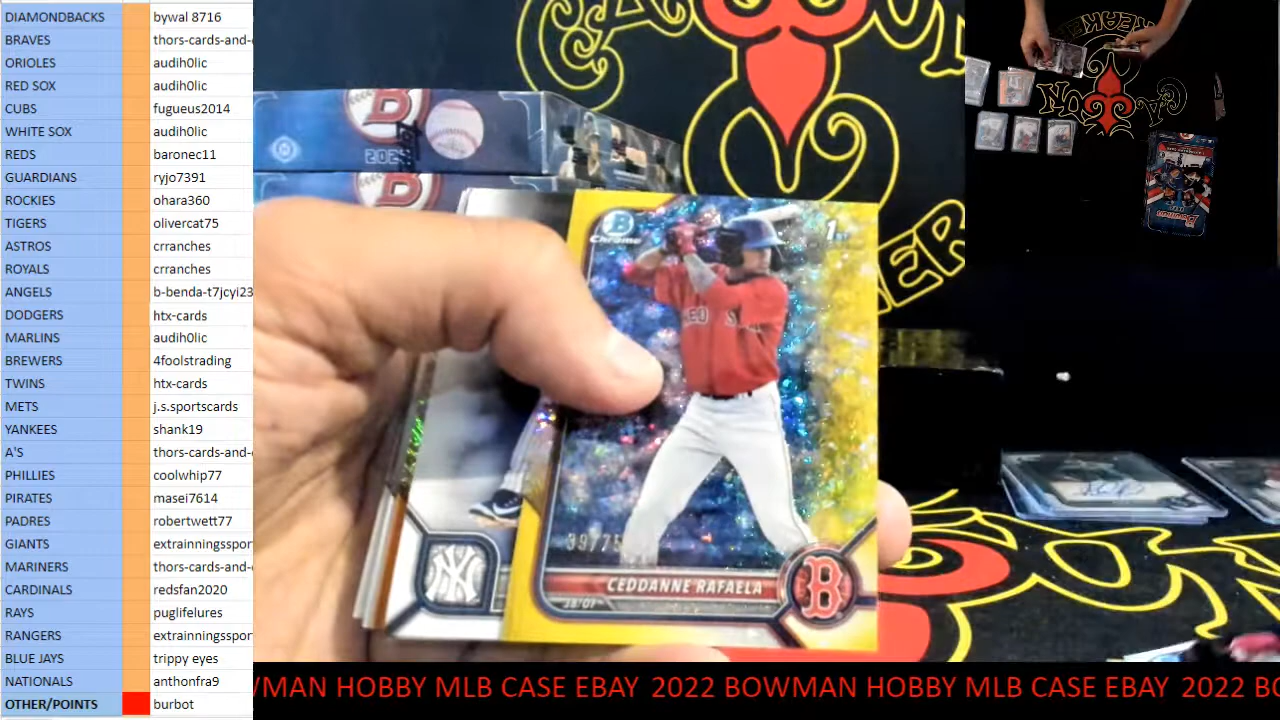 DIAMONDBACKS bywal 8716
BRAVES thors-cards-and-
ORIOLES audih0lic
RED SOX audih0lic
CUBS fugueus2014
WHITE SOX audih0lic
REDS baronec11
GUARDIANS ryjo7391
ROCKIES ohara360
TIGERS olivercat75
ASTROS crranches
ROYALS crranches
ANGELS b-benda-t7jcyi23
DODGERS htx-cards
MARLINS audih0lic
BREWERS 4foolstrading
TWINS htx-cards
METS j.s.sportscards
YANKEES shank19
A'S thors-cards-and-
PHILLIES coolwhip77
PIRATES masei7614
PADRES robertwett77
GIANTS extrainningsspor
MARINERS thors-cards-and-
CARDINALS redsfan2020
RAYS puglifelures
RANGERS extrainningsspor
BLUE JAYS trippy eyes
NATIONALS anthonfra9
OTHER/POINTS burbot
B
Chrome
1st
39/75
CEDDANNE RAFAELA
B
NY
WMAN HOBBY MLB CASE EBAY 2022 BOWMAN HOBBY MLB CASE EBAY 2022 BO